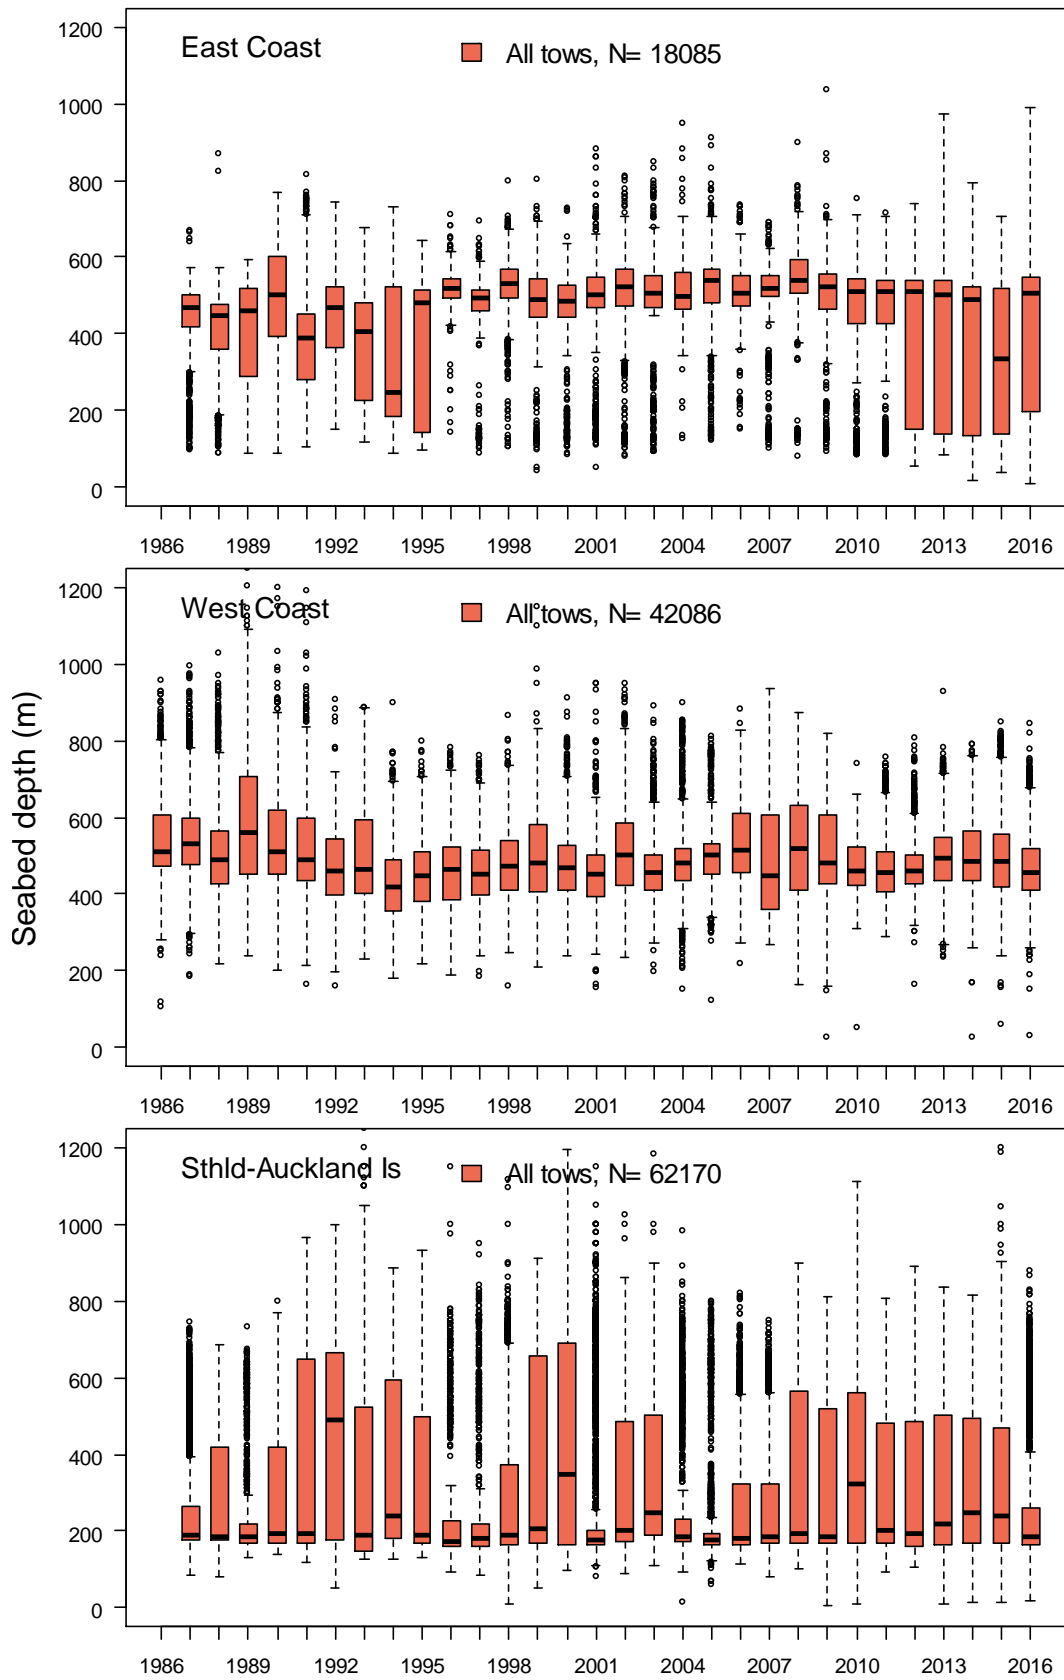 1200
East Coast
All tows, N= 18085
1000
800
600
400
200
0
1986 1989 1992 1995 1998 2001 2004 2007 2010 2013 2016
1200
West Coast
All tows, N= 42086
1000
800
600
400
200
0
Seabed depth (m)
1986 1989 1992 1995 1998 2001 2004 2007 2010 2013 2016
1200
Sthld-Auckland Is
All tows, N= 62170
1000
800
600
400
200
0
1986 1989 1992 1995 1998 2001 2004 2007 2010 2013 2016